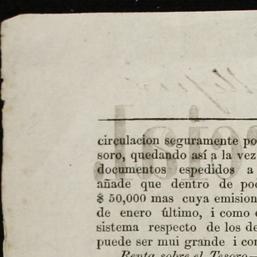 circulacion seguramente po
soro, quedando así a la vez
documentos espedidos a
añade que dentro de poc
$ 50,000 mas cuya emision
de enero último, i como e
sistema respecto de los de
puede ser mui grande i con
Renta sobre el Tesoro—